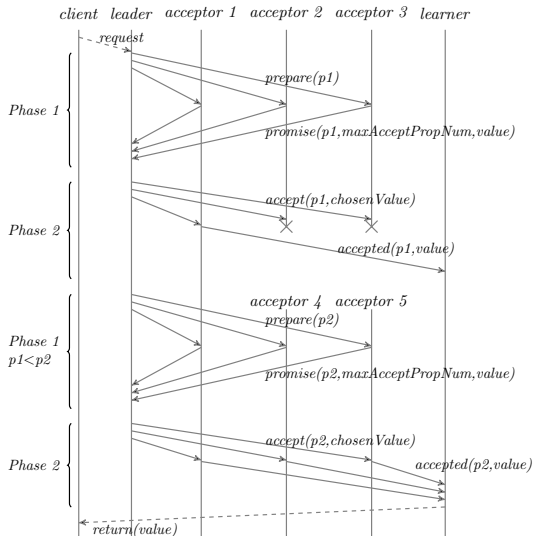 client leader acceptor 1 acceptor 2 acceptor 3 learner
request
prepare(p1)
Phase 1
promise(p1,maxAcceptPropNum,value)
accept(p1,chosenValue)
Phase 2
accepted(p1,value)
acceptor 4 acceptor 5
prepare(p2)
Phase 1
p1<p2
promise(p2,maxAcceptPropNum,value)
accept(p2,chosenValue)
Phase 2
accepted(p2,value)
return(value)